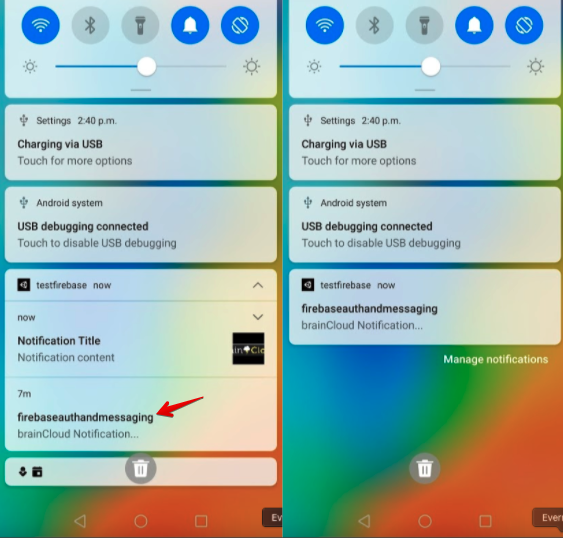 Settings 2:40 p.m.
Charging via USB
Touch for more options
Android system
USB debugging connected
Touch to disable USB debugging
testfirebase now
now
Notification Title
Notification content
7m
firebaseauthandmessaging
brainCloud Notification...
Ev
Settings 2:40 p.m.
Charging via USB
Touch for more options
Android system
USB debugging connected
Touch to disable USB debugging
testfirebase now
firebaseauthandmessaging
brainCloud Notification...
Manage notifications
Ever